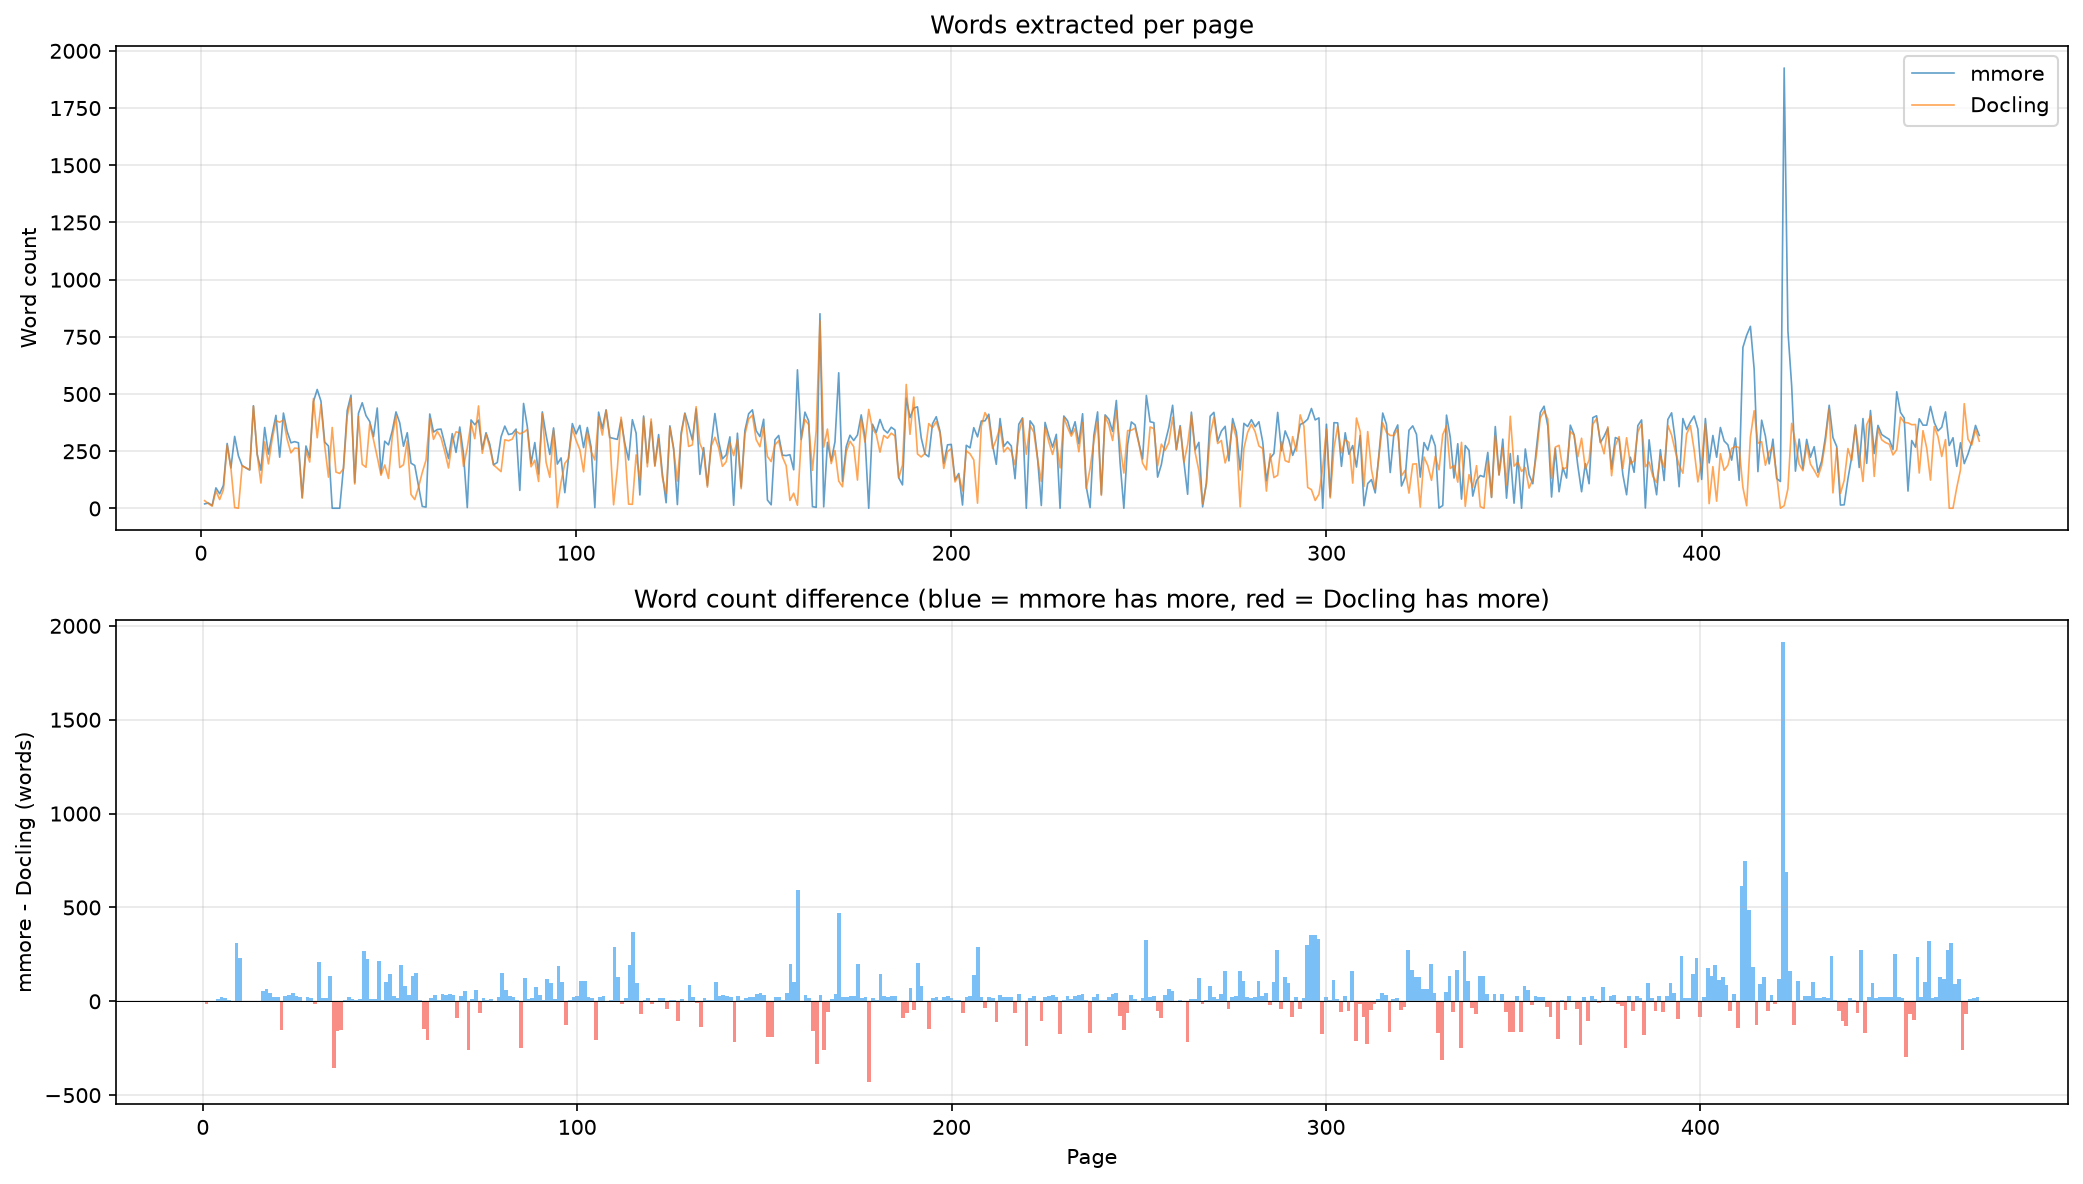 Words extracted per page
2000
1750
1500
1250
1000
750
500
250
0
Word count
mmore
Docling
0 100 200 300 400
Word count difference (blue = mmore has more, red = Docling has more)
2000
1500
1000
500
0
−500
mmore - Docling (words)
0 100 200 300 400
Page